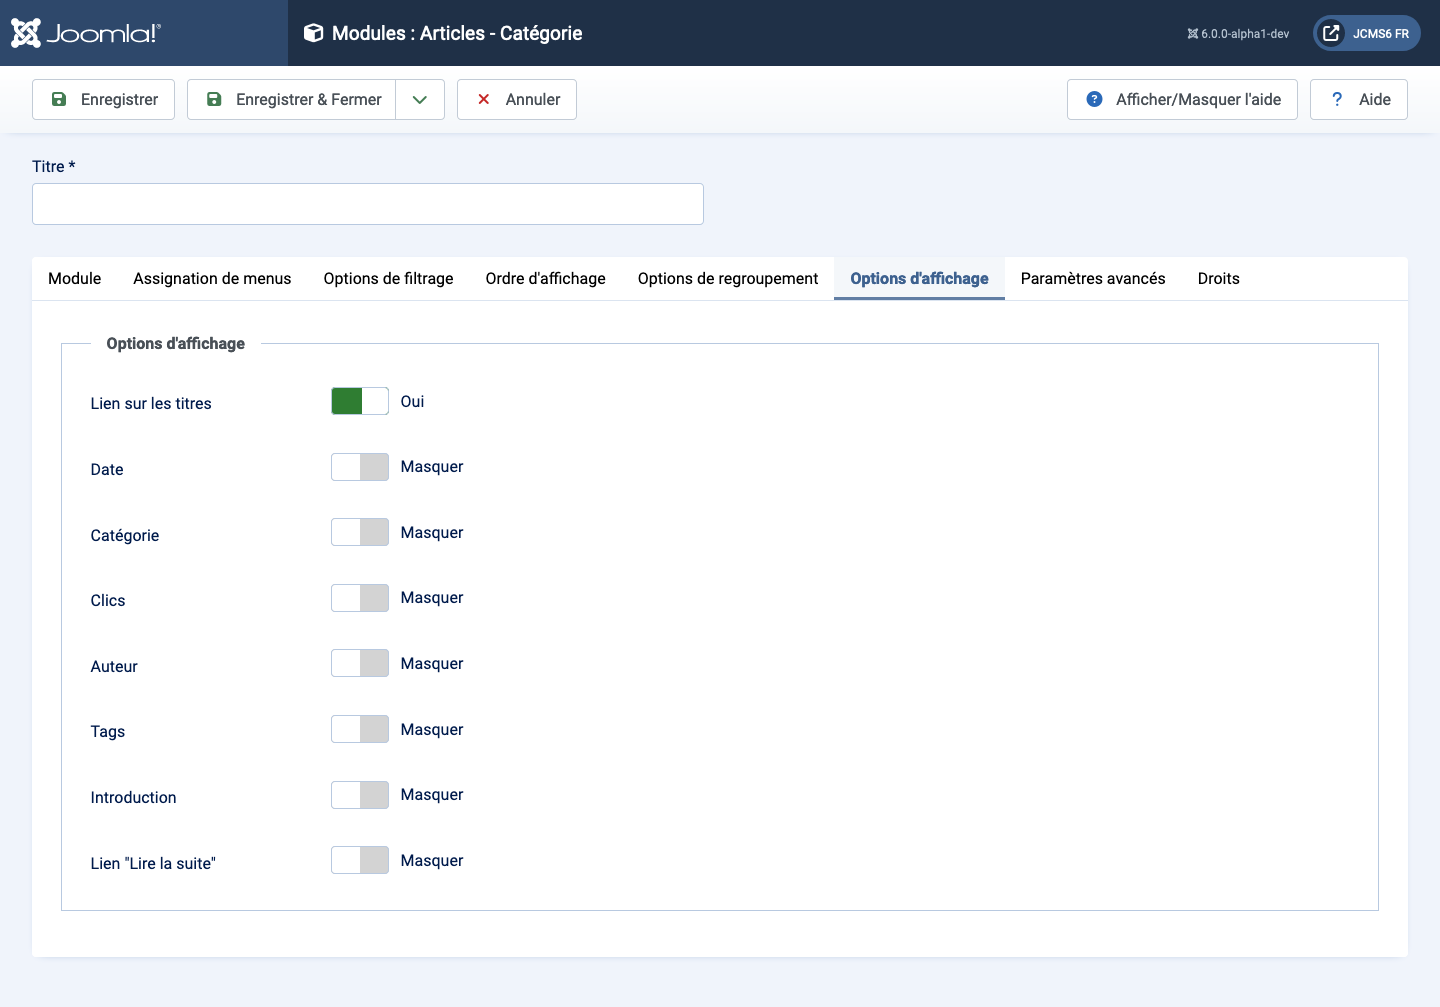 Joomla!®
Modules : Articles - Catégorie
6.0.0-alpha1-dev
JCMS6 FR
Enregistrer
Enregistrer & Fermer
Annuler
Afficher/Masquer l'aide
? Aide
Titre *
Module
Assignation de menus
Options de filtrage
Ordre d'affichage
Options de regroupement
Options d'affichage
Paramètres avancés
Droits
Options d'affichage
Lien sur les titres
Oui
Date
Masquer
Catégorie
Masquer
Clics
Masquer
Auteur
Masquer
Tags
Masquer
Introduction
Masquer
Lien "Lire la suite"
Masquer